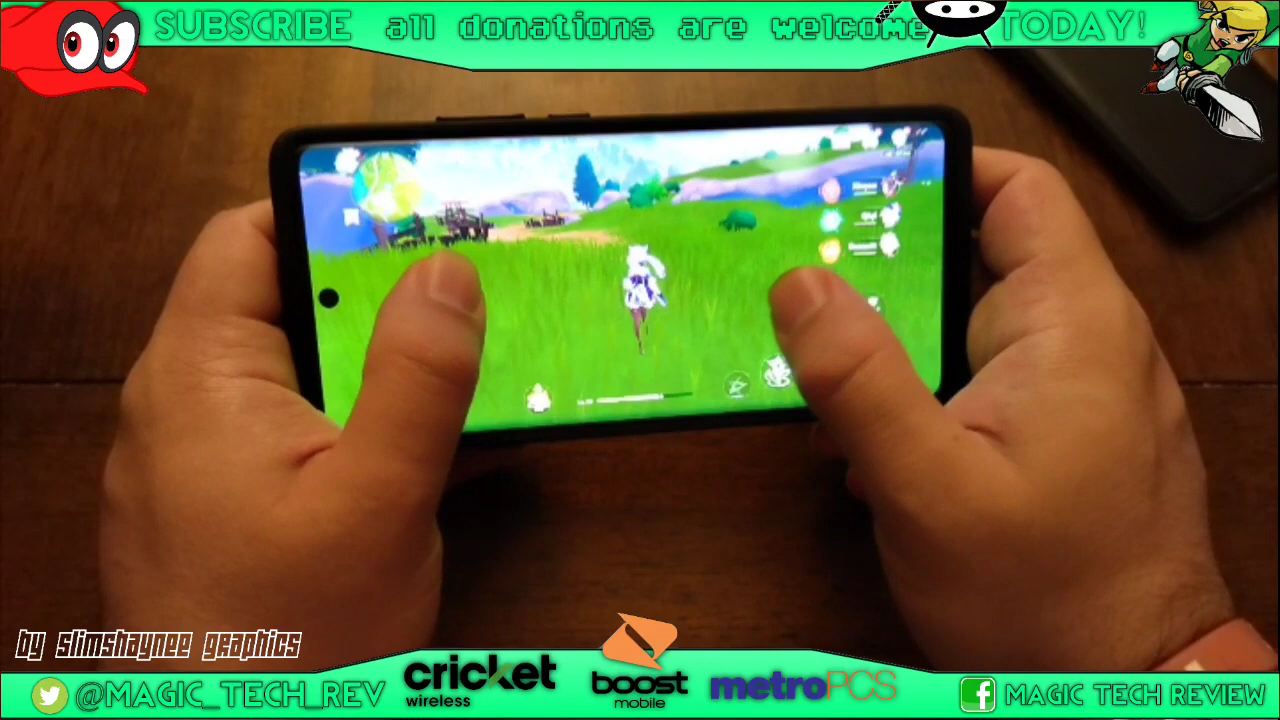 SUBSCRIBE all donations are welcome TODAY!
by slimshaynee graphics
@MAGIC_TECH_REV
cricket
wireless
boost
mobile
metroPCS
f MAGIC TECH REVIEW